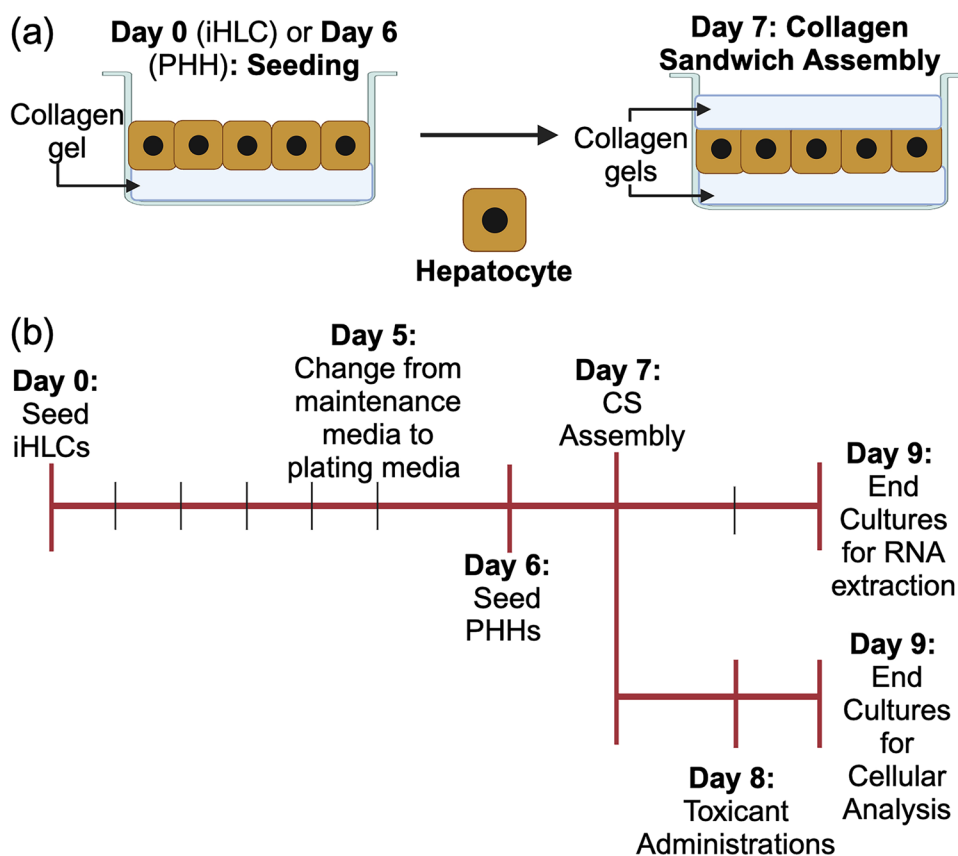 (a)
Day 0 (iHLC) or Day 6
(PHH): Seeding
Collagen
gel
Hepatocyte
Day 7: Collagen
Sandwich Assembly
Collagen
gels
(b)
Day 0:
Seed
iHLCs
Day 5:
Change from
maintenance
media to
plating media
Day 6:
Seed
PHHs
Day 7:
CS
Assembly
Day 9:
End
Cultures
for RNA
extraction
Day 8:
Toxicant
Administrations
Day 9:
End
Cultures
for
Cellular
Analysis